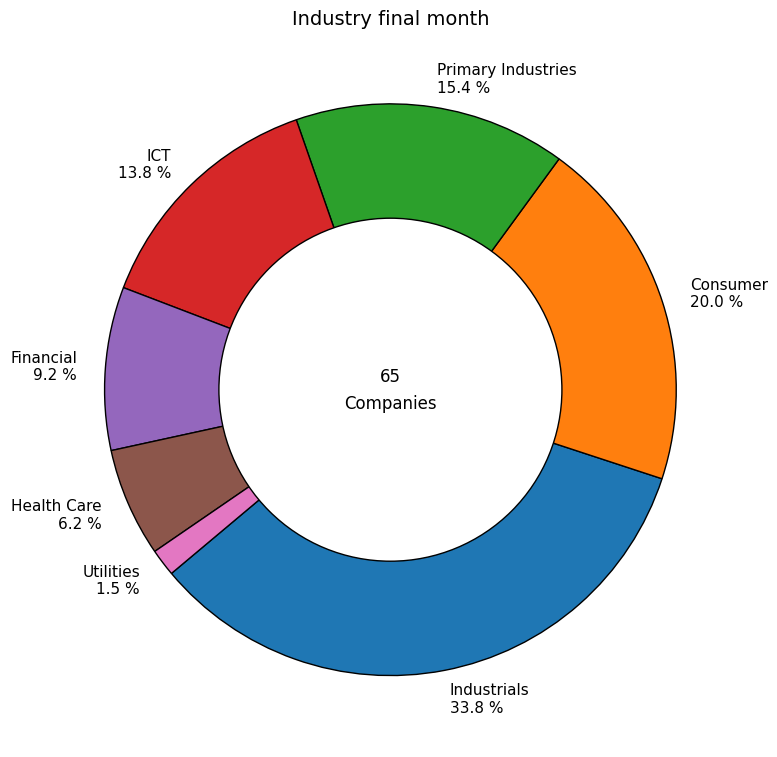 Industry final month
Primary Industries
15.4 %
ICT
13.8 %
Consumer
20.0 %
Financial
9.2 %
65
Companies
Health Care
6.2 %
Utilities
1.5 %
Industrials
33.8 %